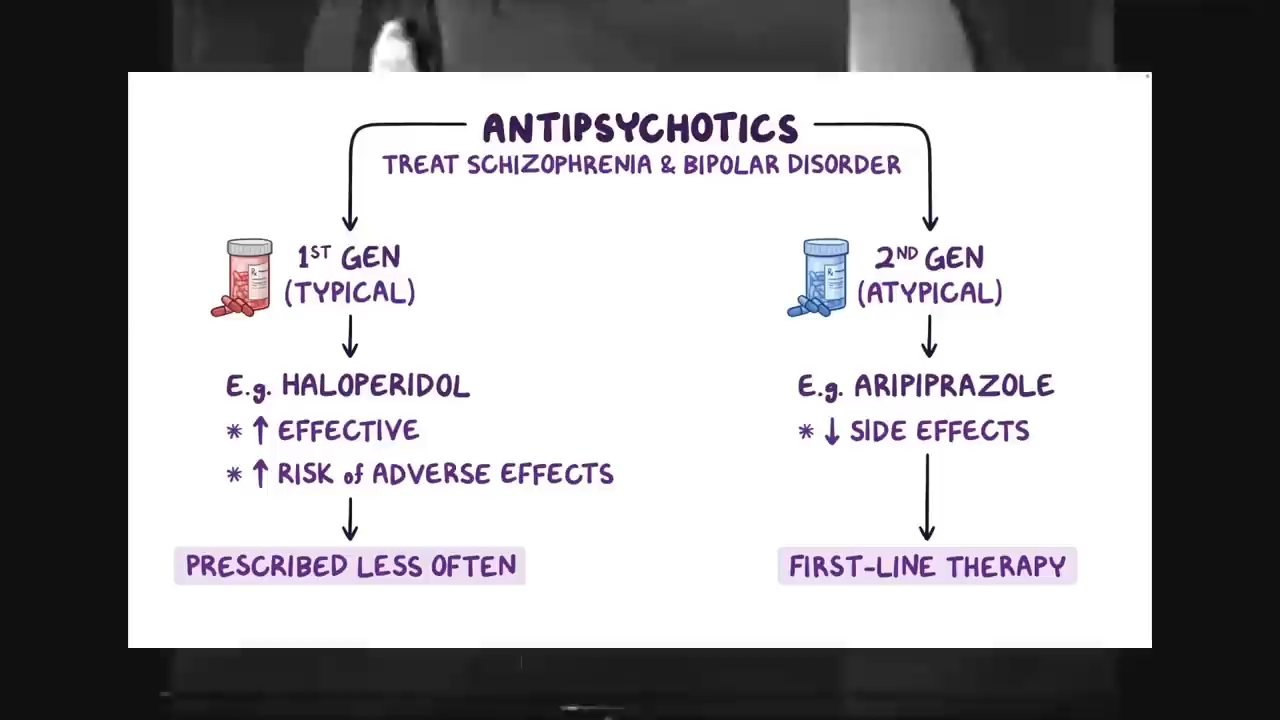 ANTIPSYCHOTICS
TREAT SCHIZOPHRENIA & BIPOLAR DISORDER
1ST GEN
(TYPICAL)
E.g. HALOPERIDOL
* ↑ EFFECTIVE
* ↑ RISK of ADVERSE EFFECTS
PRESCRIBED LESS OFTEN
2ND GEN
(ATYPICAL)
E.g. ARIPIPRAZOLE
* ↓ SIDE EFFECTS
FIRST-LINE THERAPY